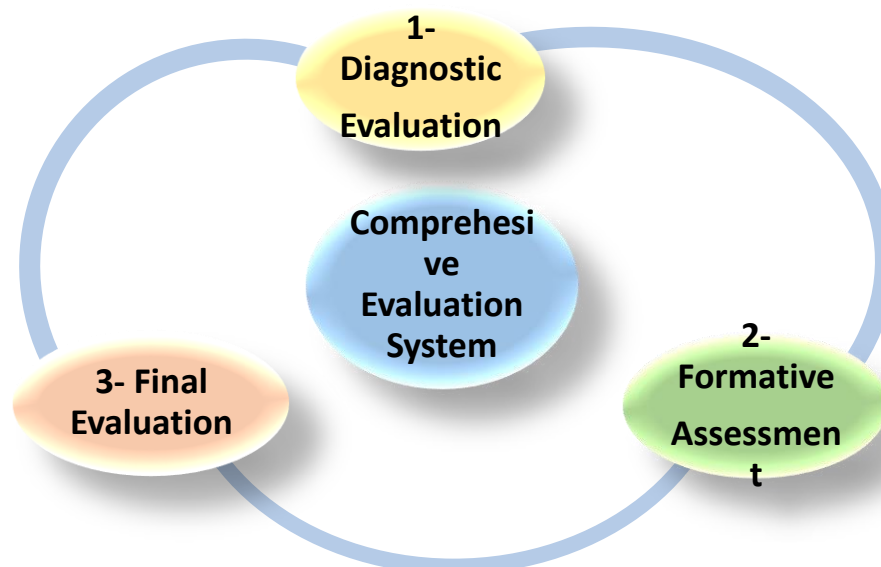 1-
Diagnostic
Evaluation
Comprehesi
ve
Evaluation
System
2-
Formative
Assessmen
t
3- Final
Evaluation